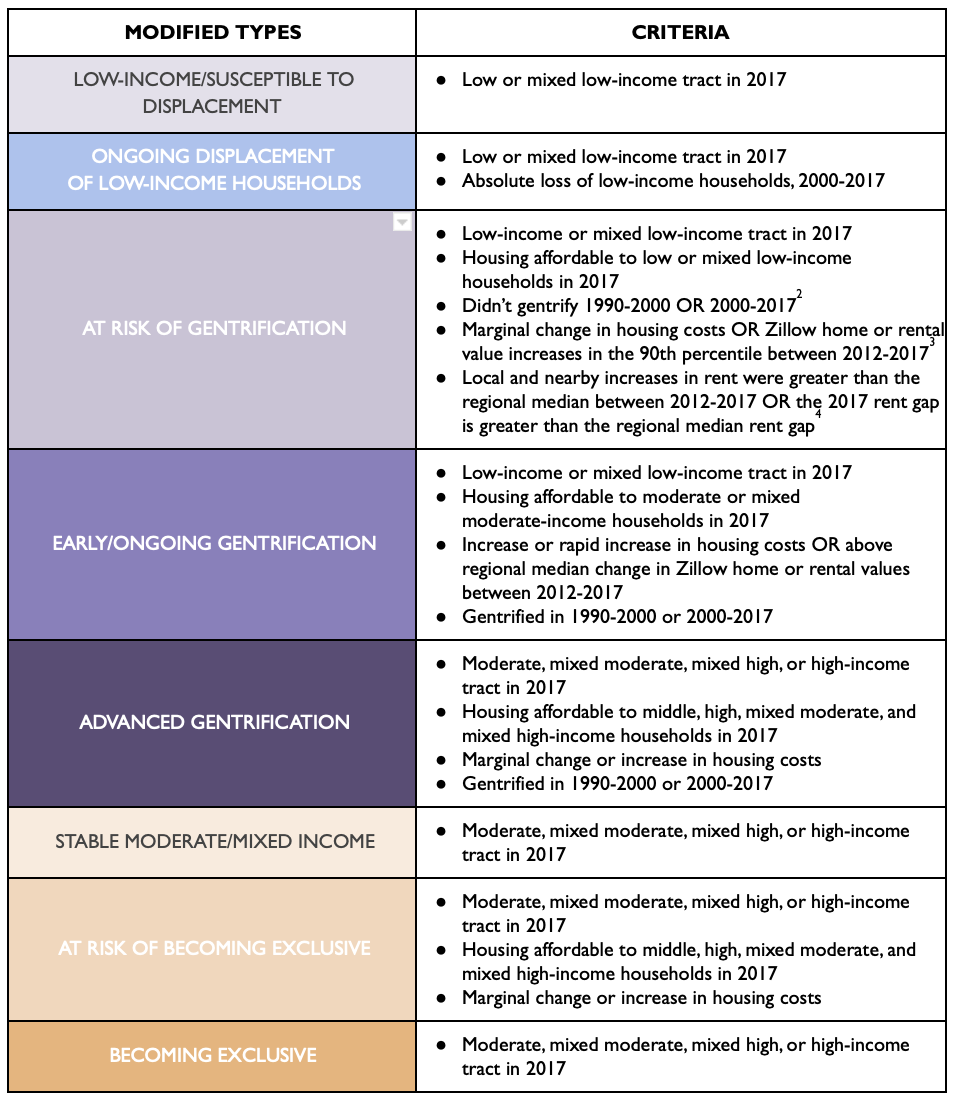 MODIFIED TYPES
CRITERIA
LOW-INCOME/SUSCEPTIBLE TO
DISPLACEMENT
● Low or mixed low-income tract in 2017
ONGOING DISPLACEMENT
OF LOW-INCOME HOUSEHOLDS
● Low or mixed low-income tract in 2017
● Absolute loss of low-income households, 2000-2017
AT RISK OF GENTRIFICATION
● Low-income or mixed low-income tract in 2017
● Housing affordable to low or mixed low-income
households in 2017
● Didn't gentrify 1990-2000 OR 2000-2017²
● Marginal change in housing costs OR Zillow home or rental
value increases in the 90th percentile between 2012-2017³
● Local and nearby increases in rent were greater than the
regional median between 2012-2017 OR the 2017 rent gap
is greater than the regional median rent gap⁴
EARLY/ONGOING GENTRIFICATION
● Low-income or mixed low-income tract in 2017
● Housing affordable to moderate or mixed
moderate-income households in 2017
● Increase or rapid increase in housing costs OR above
regional median change in Zillow home or rental values
between 2012-2017
● Gentrified in 1990-2000 or 2000-2017
ADVANCED GENTRIFICATION
● Moderate, mixed moderate, mixed high, or high-income
tract in 2017
● Housing affordable to middle, high, mixed moderate, and
mixed high-income households in 2017
● Marginal change or increase in housing costs
● Gentrified in 1990-2000 or 2000-2017
STABLE MODERATE/MIXED INCOME
● Moderate, mixed moderate, mixed high, or high-income
tract in 2017
AT RISK OF BECOMING EXCLUSIVE
● Moderate, mixed moderate, mixed high, or high-income
tract in 2017
● Housing affordable to middle, high, mixed moderate, and
mixed high-income households in 2017
● Marginal change or increase in housing costs
BECOMING EXCLUSIVE
● Moderate, mixed moderate, mixed high, or high-income
tract in 2017